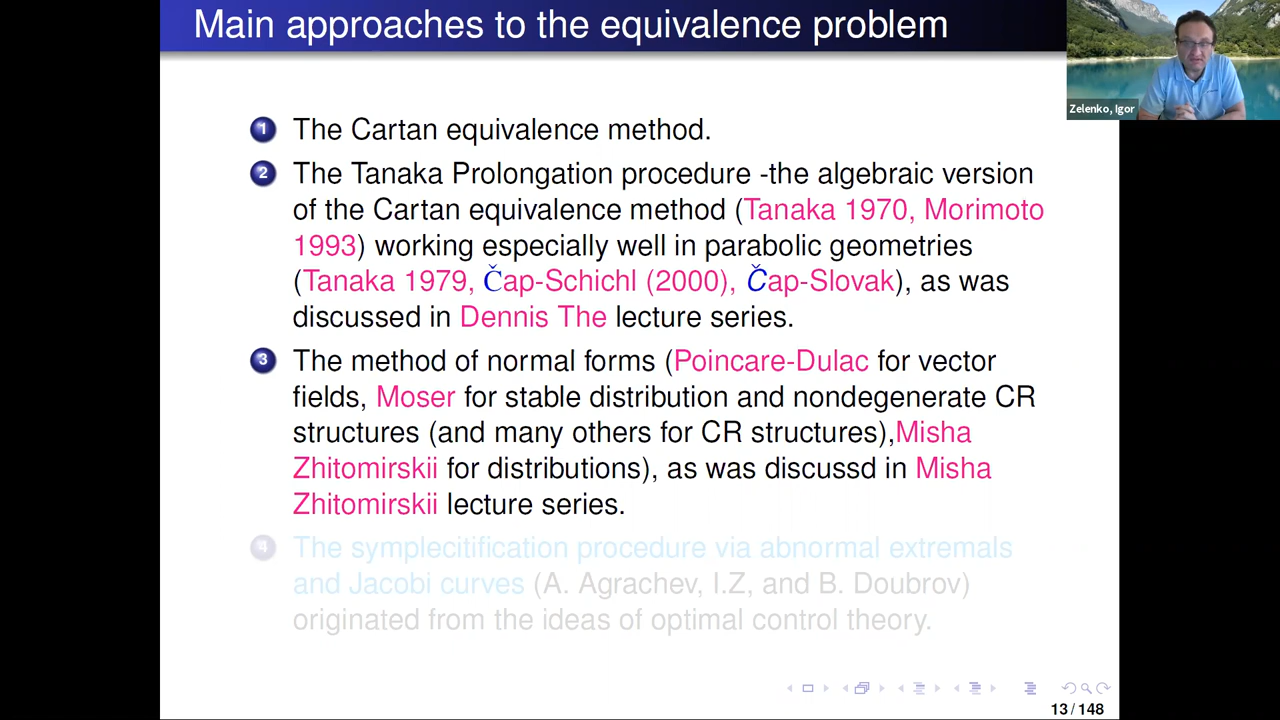 Main approaches to the equivalence problem
Zelenko, Igor
1 The Cartan equivalence method.
2 The Tanaka Prolongation procedure -the algebraic version
of the Cartan equivalence method (Tanaka 1970, Morimoto
1993) working especially well in parabolic geometries
(Tanaka 1979, Čap-Schichl (2000), Čap-Slovak), as was
discussed in Dennis The lecture series.
3 The method of normal forms (Poincare-Dulac for vector
fields, Moser for stable distribution and nondegenerate CR
structures (and many others for CR structures),Misha
Zhitomirskii for distributions), as was discussd in Misha
Zhitomirskii lecture series.
4 The symplecitification procedure via abnormal extremals
and Jacobi curves (A. Agrachev, I.Z, and B. Doubrov)
originated from the ideas of optimal control theory.
13 / 148